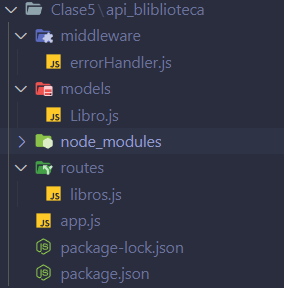 Clase5\api_bliblioteca
middleware
JS errorHandler.js
models
JS Libro.js
node_modules
routes
JS libros.js
JS app.js
package-lock.json
package.json